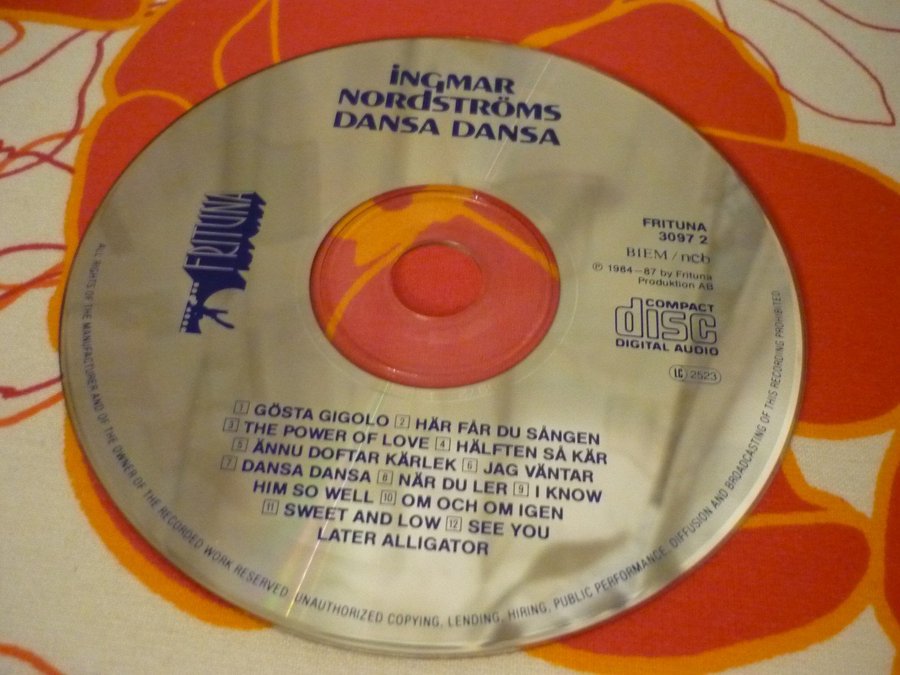 iNGMAR
NORdSTRÖMS
DANSA DANSA
FRITUNA
FRITUNA
3097 2
BIEM/ncb
℗ 1984—87 by Frituna
Produktion AB
COMPACT
disc
DIGITAL AUDIO
LC 2523
1 GÖSTA GIGOLO 2 HÄR FÅR DU SÅNGEN
3 THE POWER OF LOVE 4 HÄLFTEN SÅ KÄR
5 ÄNNU DOFTAR KÄRLEK 6 JAG VÄNTAR
7 DANSA DANSA 8 NÄR DU LER 9 I KNOW
HIM SO WELL 10 OM OCH OM IGEN
11 SWEET AND LOW 12 SEE YOU
LATER ALLIGATOR
ALL RIGHTS OF THE MANUFACTURER AND OF THE OWNER OF THE RECORDED WORK RESERVED. UNAUTHORIZED COPYING, LENDING, HIRING, PUBLIC PERFORMANCE, DIFFUSION AND BROADCASTING OF THIS RECORDING PROHIBITED